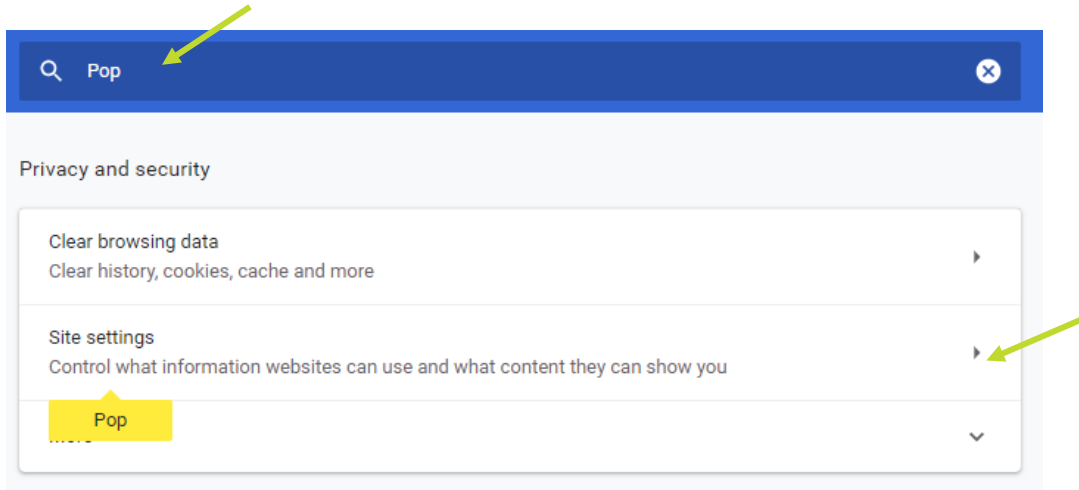 Pop
Privacy and security
Clear browsing data
Clear history, cookies, cache and more
Site settings
Control what information websites can use and what content they can show you
Pop